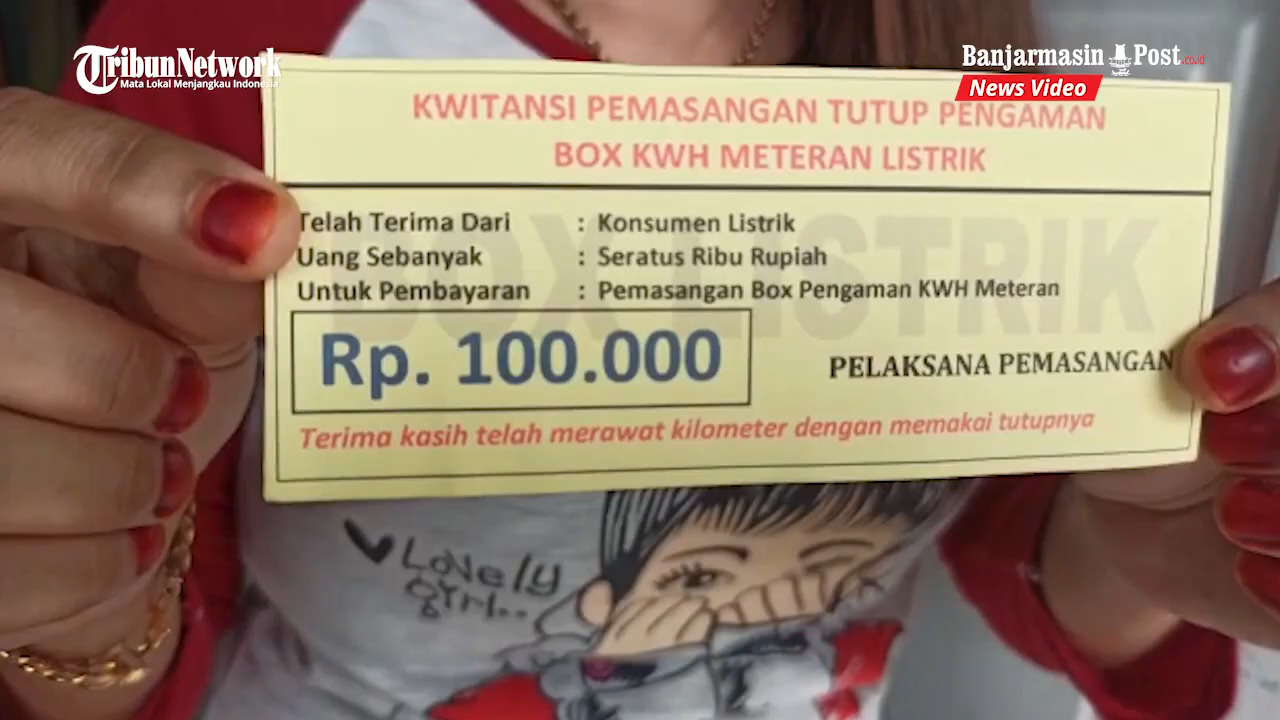 TribunNetwork
Mata Lokal Menjangkau Indonesia
Banjarmasin Post.co.id
News Video
KWITANSI PEMASANGAN TUTUP PENGAMAN
BOX KWH METERAN LISTRIK
BOX LISTRIK
Telah Terima Dari : Konsumen Listrik
Uang Sebanyak : Seratus Ribu Rupiah
Untuk Pembayaran : Pemasangan Box Pengaman KWH Meteran
Rp. 100.000
PELAKSANA PEMASANGAN
Terima kasih telah merawat kilometer dengan memakai tutupnya
Lovely
girl..